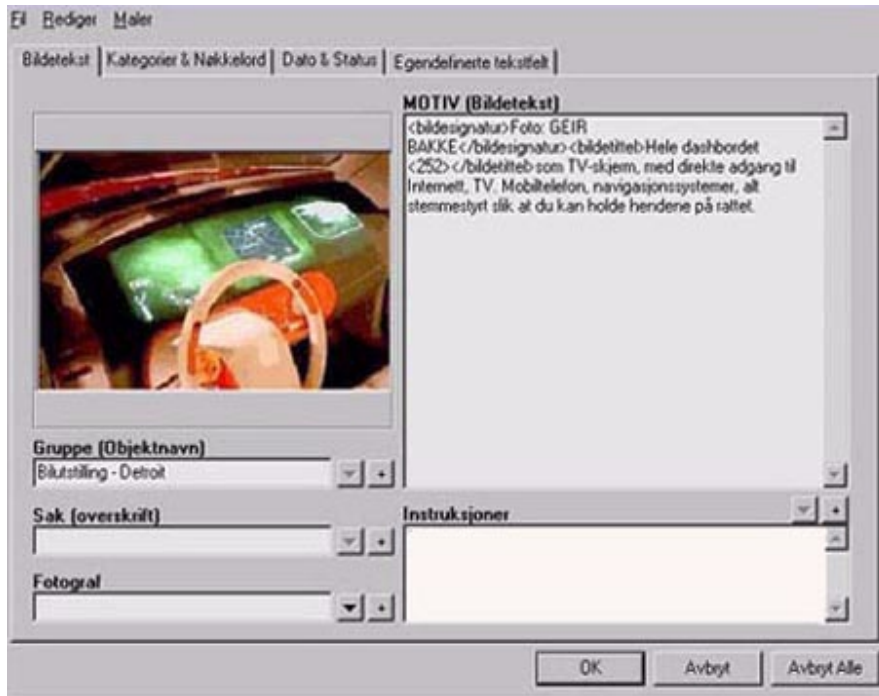 Fil Rediger Maler
Bildetekst Kategorier & Nøkkelord Dato & Status Egendefinerte tekstfelt
MOTIV (Bildetekst)
<bildesignatur>Foto: GEIR
BAKKE</bildesignatur><bildetittel>Hele dashbordet
<252></bildetittel>som TV-skjerm, med direkte adgang til
Internett, TV. Mobiltelefon, navigasjonssystemer, alt
stemmestyrt slik at du kan holde hendene på rattet.
Gruppe (Objektnavn)
Bilutstilling - Detroit
Sak (overskrift)
Instruksjoner
Fotograf
OK Avbryt Avbryt Alle